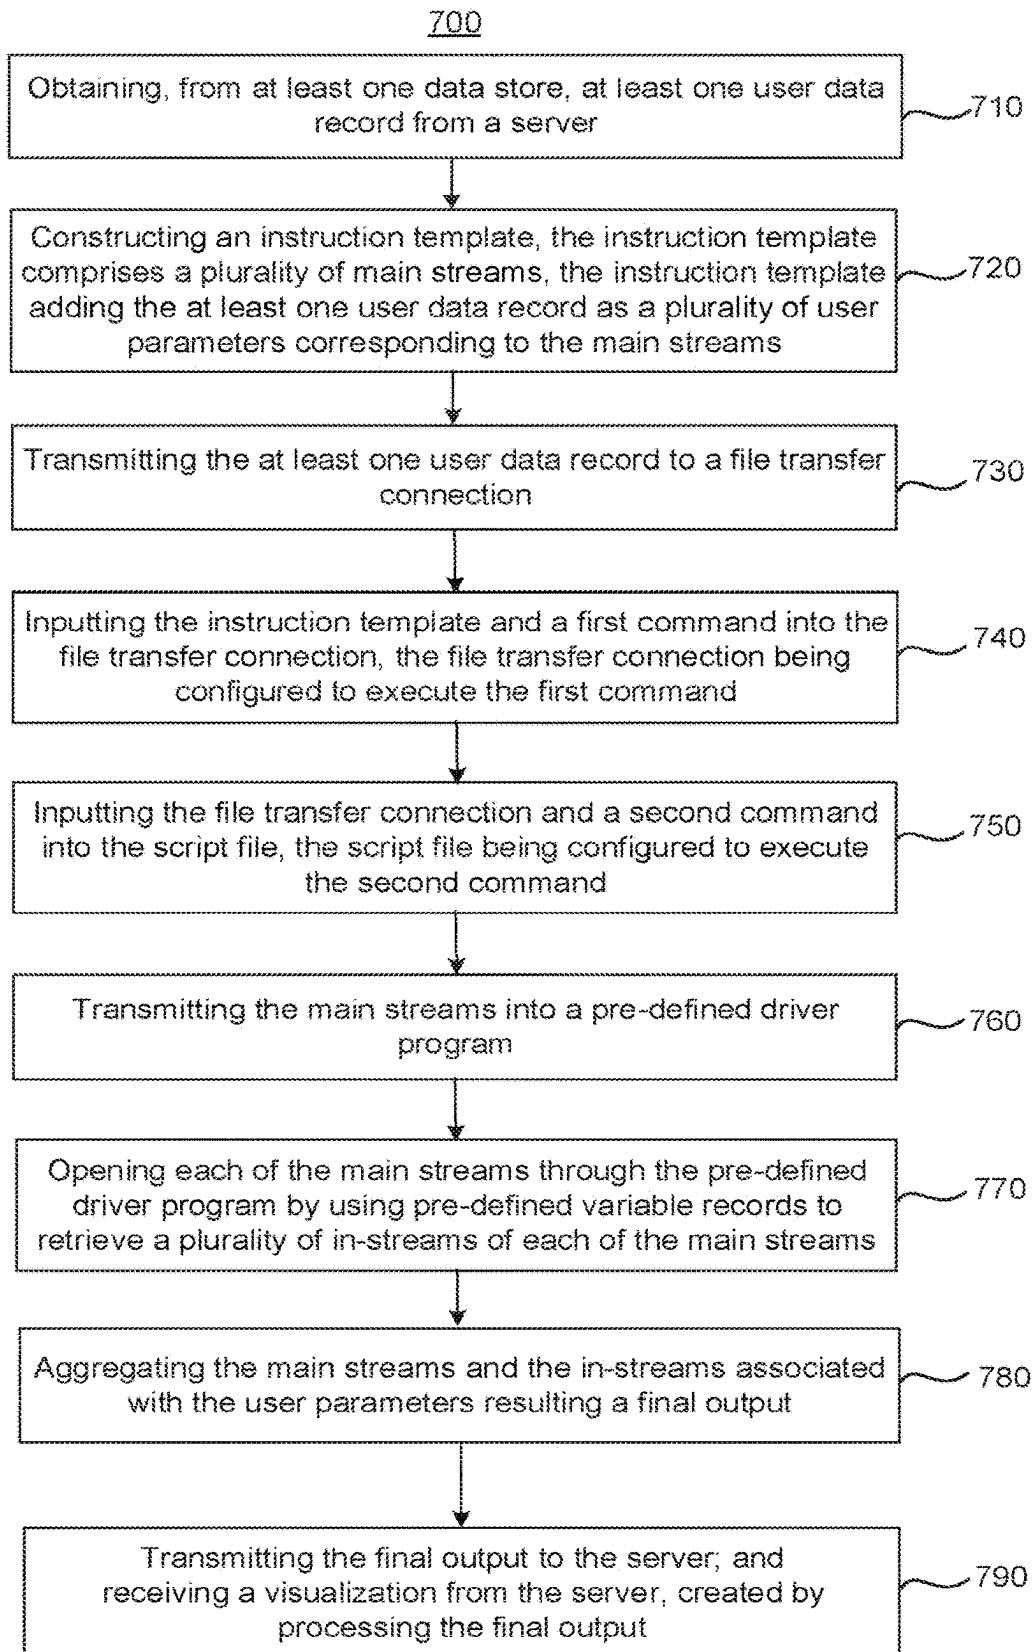 700
Obtaining, from at least one data store, at least one user data
record from a server
710
Constructing an instruction template, the instruction template
comprises a plurality of main streams, the instruction template
adding the at least one user data record as a plurality of user
parameters corresponding to the main streams
720
Transmitting the at least one user data record to a file transfer
connection
730
Inputting the instruction template and a first command into the
file transfer connection, the file transfer connection being
configured to execute the first command
740
Inputting the file transfer connection and a second command
into the script file, the script file being configured to execute
the second command
750
Transmitting the main streams into a pre-defined driver
program
760
Opening each of the main streams through the pre-defined
driver program by using pre-defined variable records to
retrieve a plurality of in-streams of each of the main streams
770
Aggregating the main streams and the in-streams associated
with the user parameters resulting a final output
780
Transmitting the final output to the server; and
receiving a visualization from the server, created by
processing the final output
790